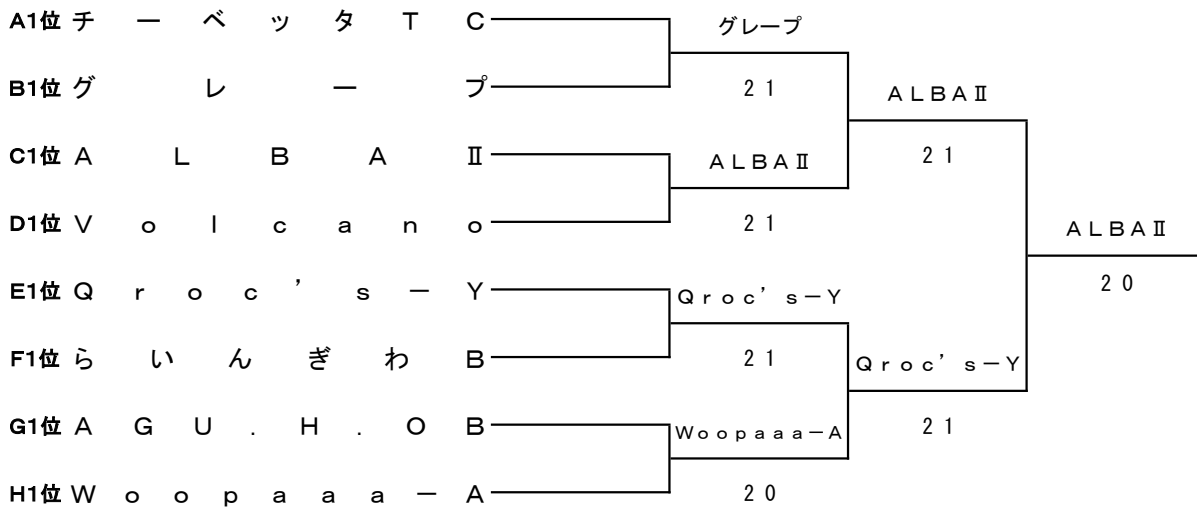 A1位 チーベッタTC
グループ
B1位 グレープ
21
ALBAⅡ
C1位 ALBAⅡ
21
ALBAⅡ
D1位 Volcano
21
ALBAⅡ
E1位 Qroc’s－Y
20
Qroc’s－Y
F1位 らいんぎわB
21
Qroc’s－Y
G1位 AGU.H.OB
21
Woopaaa－A
H1位 Woopaaa－A
20